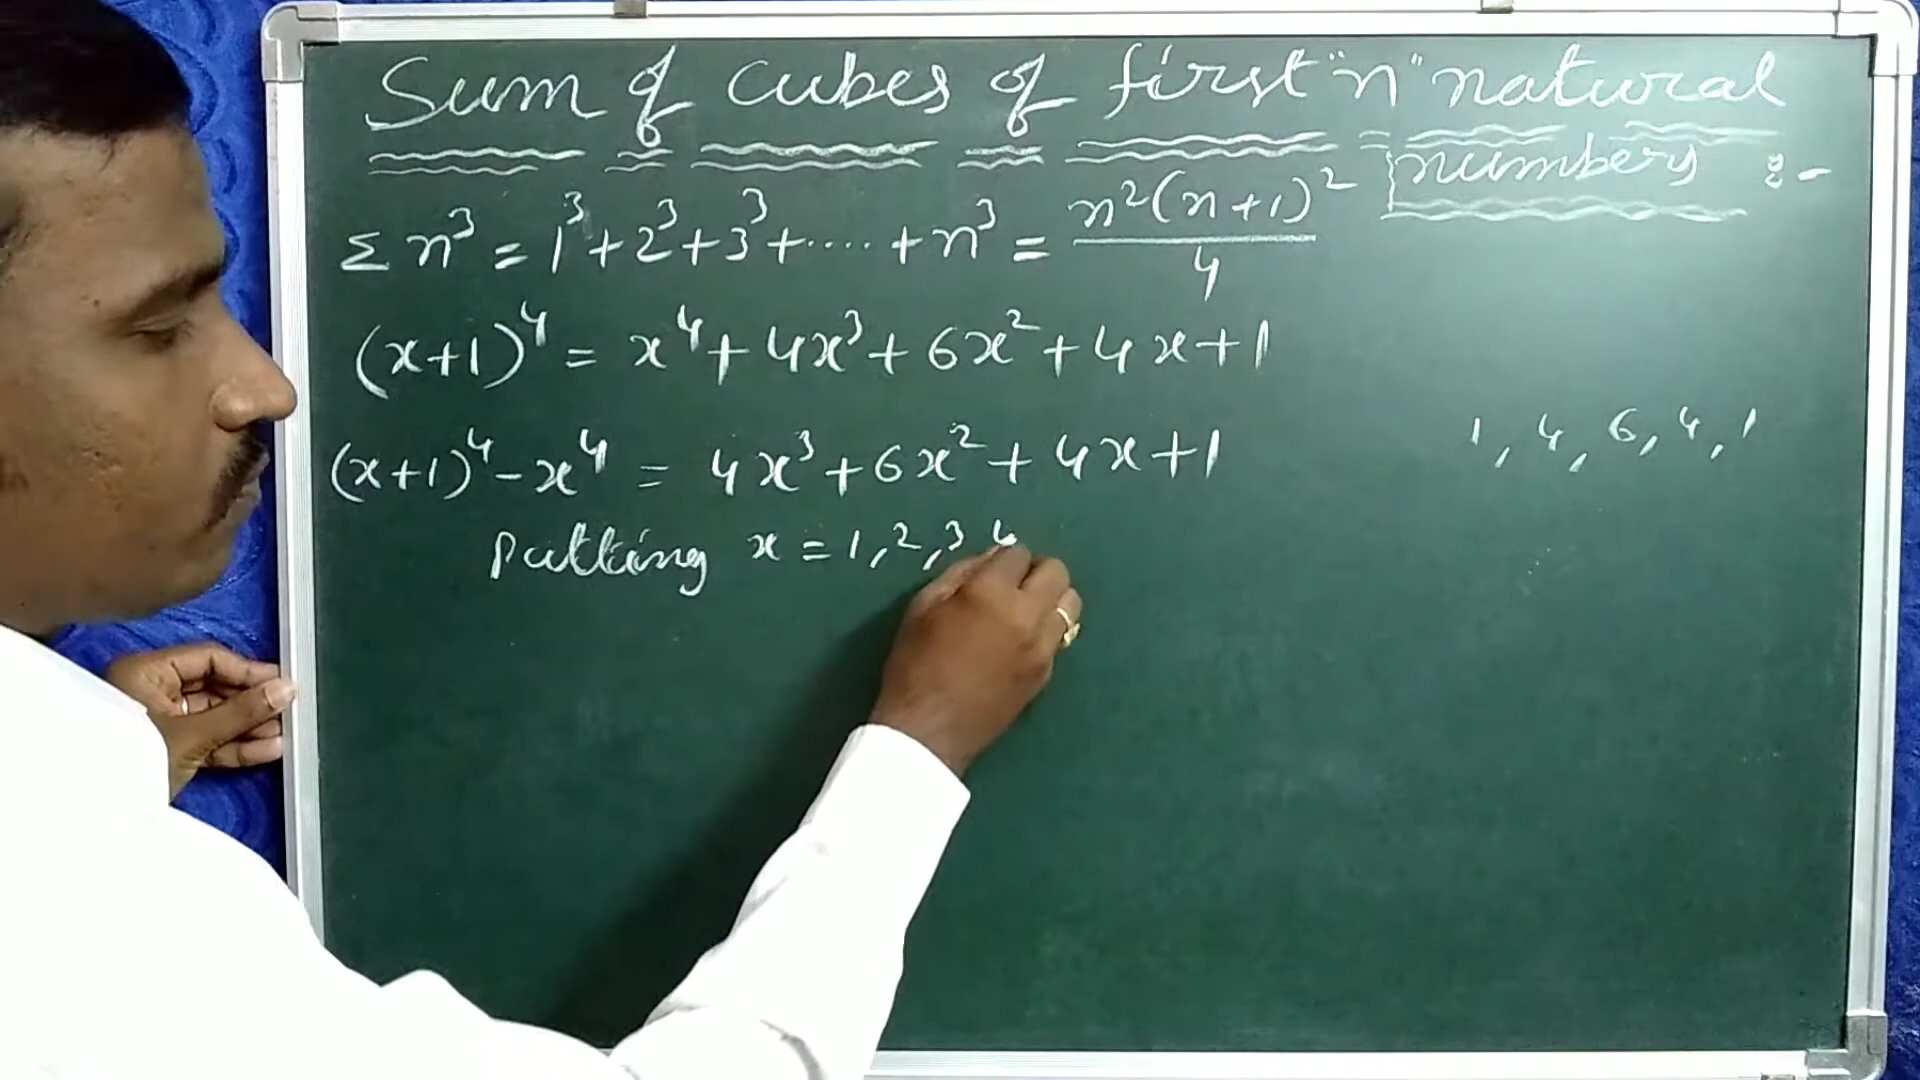 Sum of cubes of first "n" natural
numbers :-
Σ n³ = 1³ + 2³ + 3³ + ..... + n³ = n²(n+1)² / 4
(x+1)⁴ = x⁴ + 4x³ + 6x² + 4x + 1
1, 4, 6, 4, 1
(x+1)⁴ - x⁴ = 4x³ + 6x² + 4x + 1
Putting x = 1, 2, 3, 4